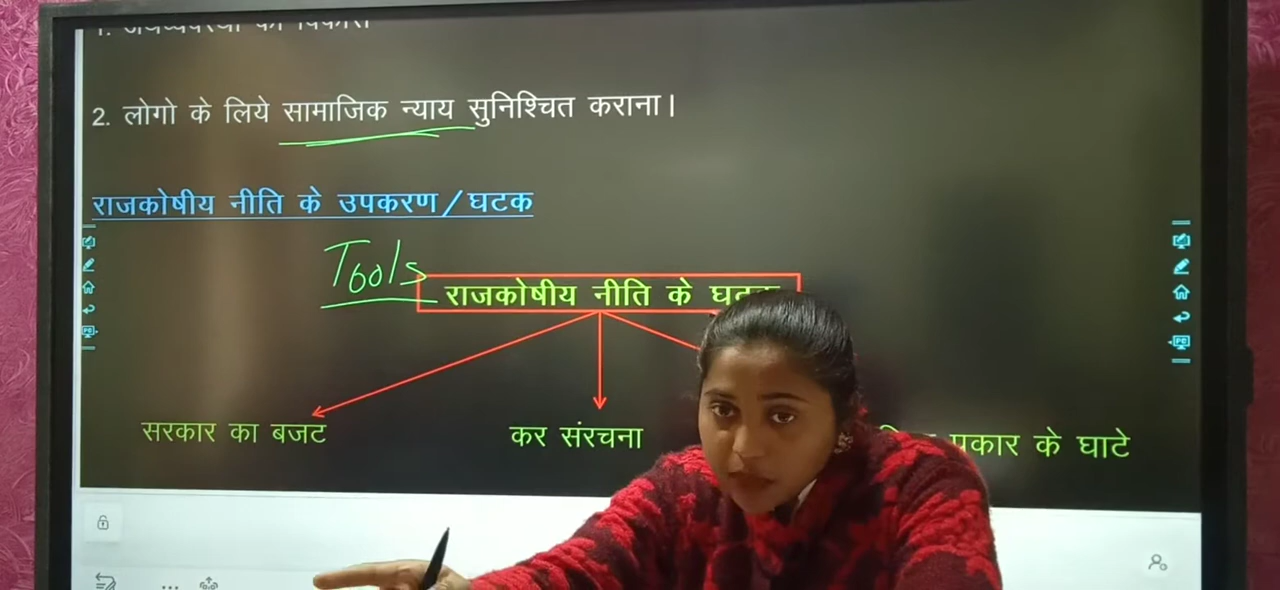 2. लोगो के लिये सामाजिक न्याय सुनिश्चित कराना।
राजकोषीय नीति के उपकरण/घटक
Tools
राजकोषीय नीति के
सरकार का बजट
कर संरचना
प्रकार के घाटे